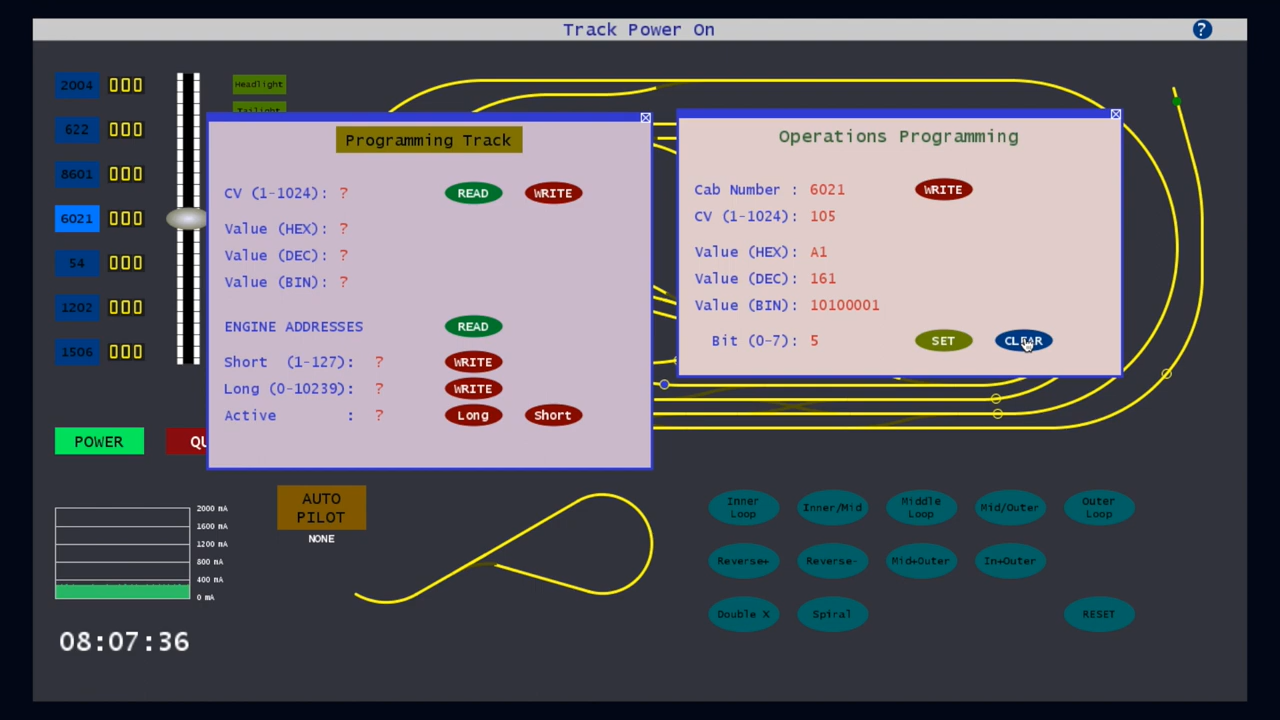 Track Power On
?
2004 000
622 000
8601 000
6021 000
54 000
1202 000
1506 000
Headlight
Tailight
Programming Track
CV (1-1024): ?
READ
WRITE
Value (HEX): ?
Value (DEC): ?
Value (BIN): ?
ENGINE ADDRESSES
READ
Short (1-127): ?
WRITE
Long (0-10239): ?
WRITE
Active : ?
Long
Short
Operations Programming
Cab Number : 6021
WRITE
CV (1-1024): 105
Value (HEX): A1
Value (DEC): 161
Value (BIN): 10100001
Bit (0-7): 5
SET
CLEAR
POWER
QU
2000 mA
1600 mA
1200 mA
800 mA
400 mA
0 mA
AUTO
PILOT
NONE
08:07:36
Inner
Loop
Inner/Mid
Middle
Loop
Mid/Outer
Outer
Loop
Reverse+
Reverse-
Mid+Outer
In+Outer
Double X
Spiral
RESET